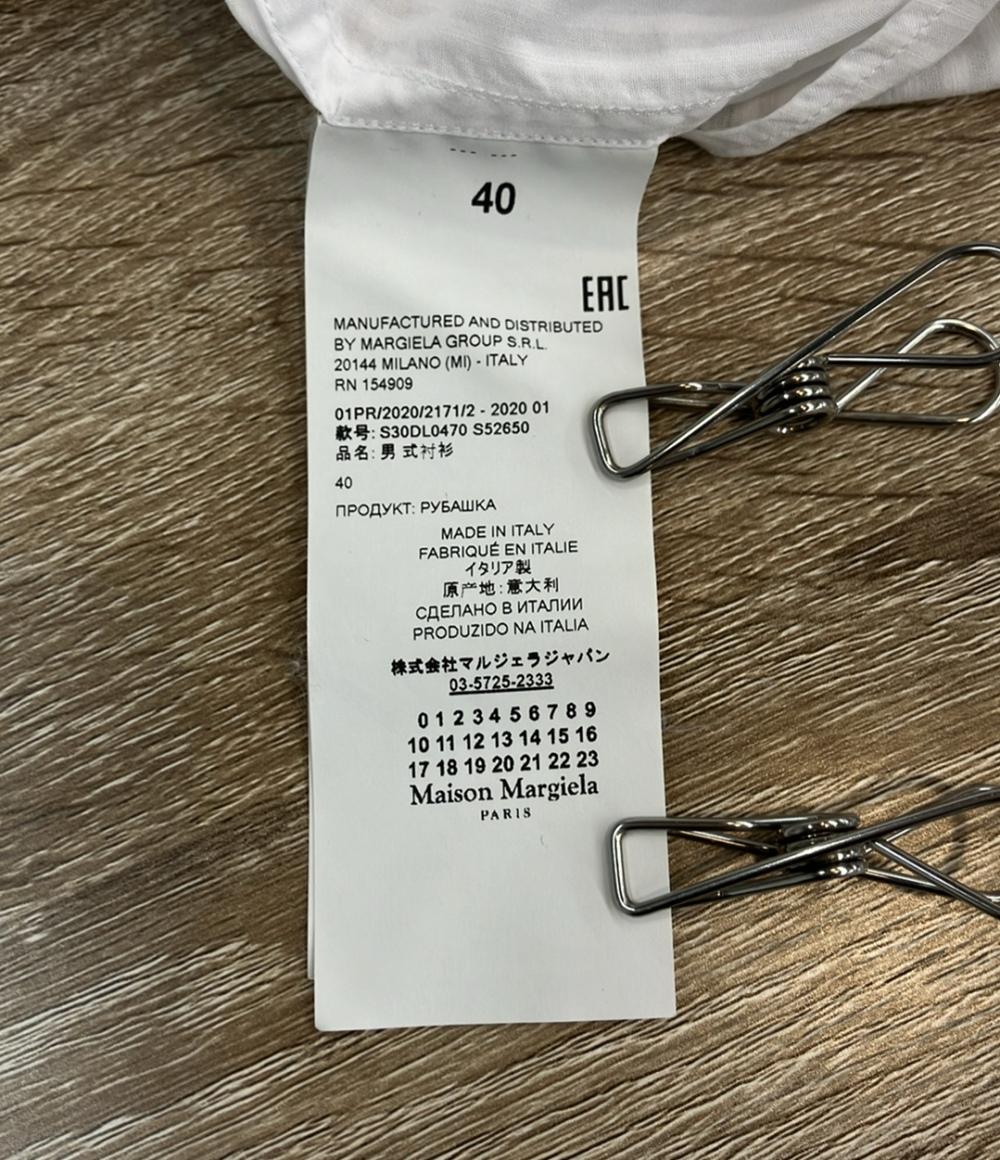 40
EAC
MANUFACTURED AND DISTRIBUTED
BY MARGIELA GROUP S.R.L.
20144 MILANO (MI) - ITALY
RN 154909
01PR/2020/2171/2 - 2020 01
款号: S30DL0470 S52650
品名: 男式衬衫
40
ПРОДУКТ: РУБАШКА
MADE IN ITALY
FABRIQUÉ EN ITALIE
イタリア製
原产地: 意大利
СДЕЛАНО В ИТАЛИИ
PRODUZIDO NA ITALIA
株式会社マルジェラジャパン
03-5725-2333
0 1 2 3 4 5 6 7 8 9
10 11 12 13 14 15 16
17 18 19 20 21 22 23
Maison Margiela
PARIS